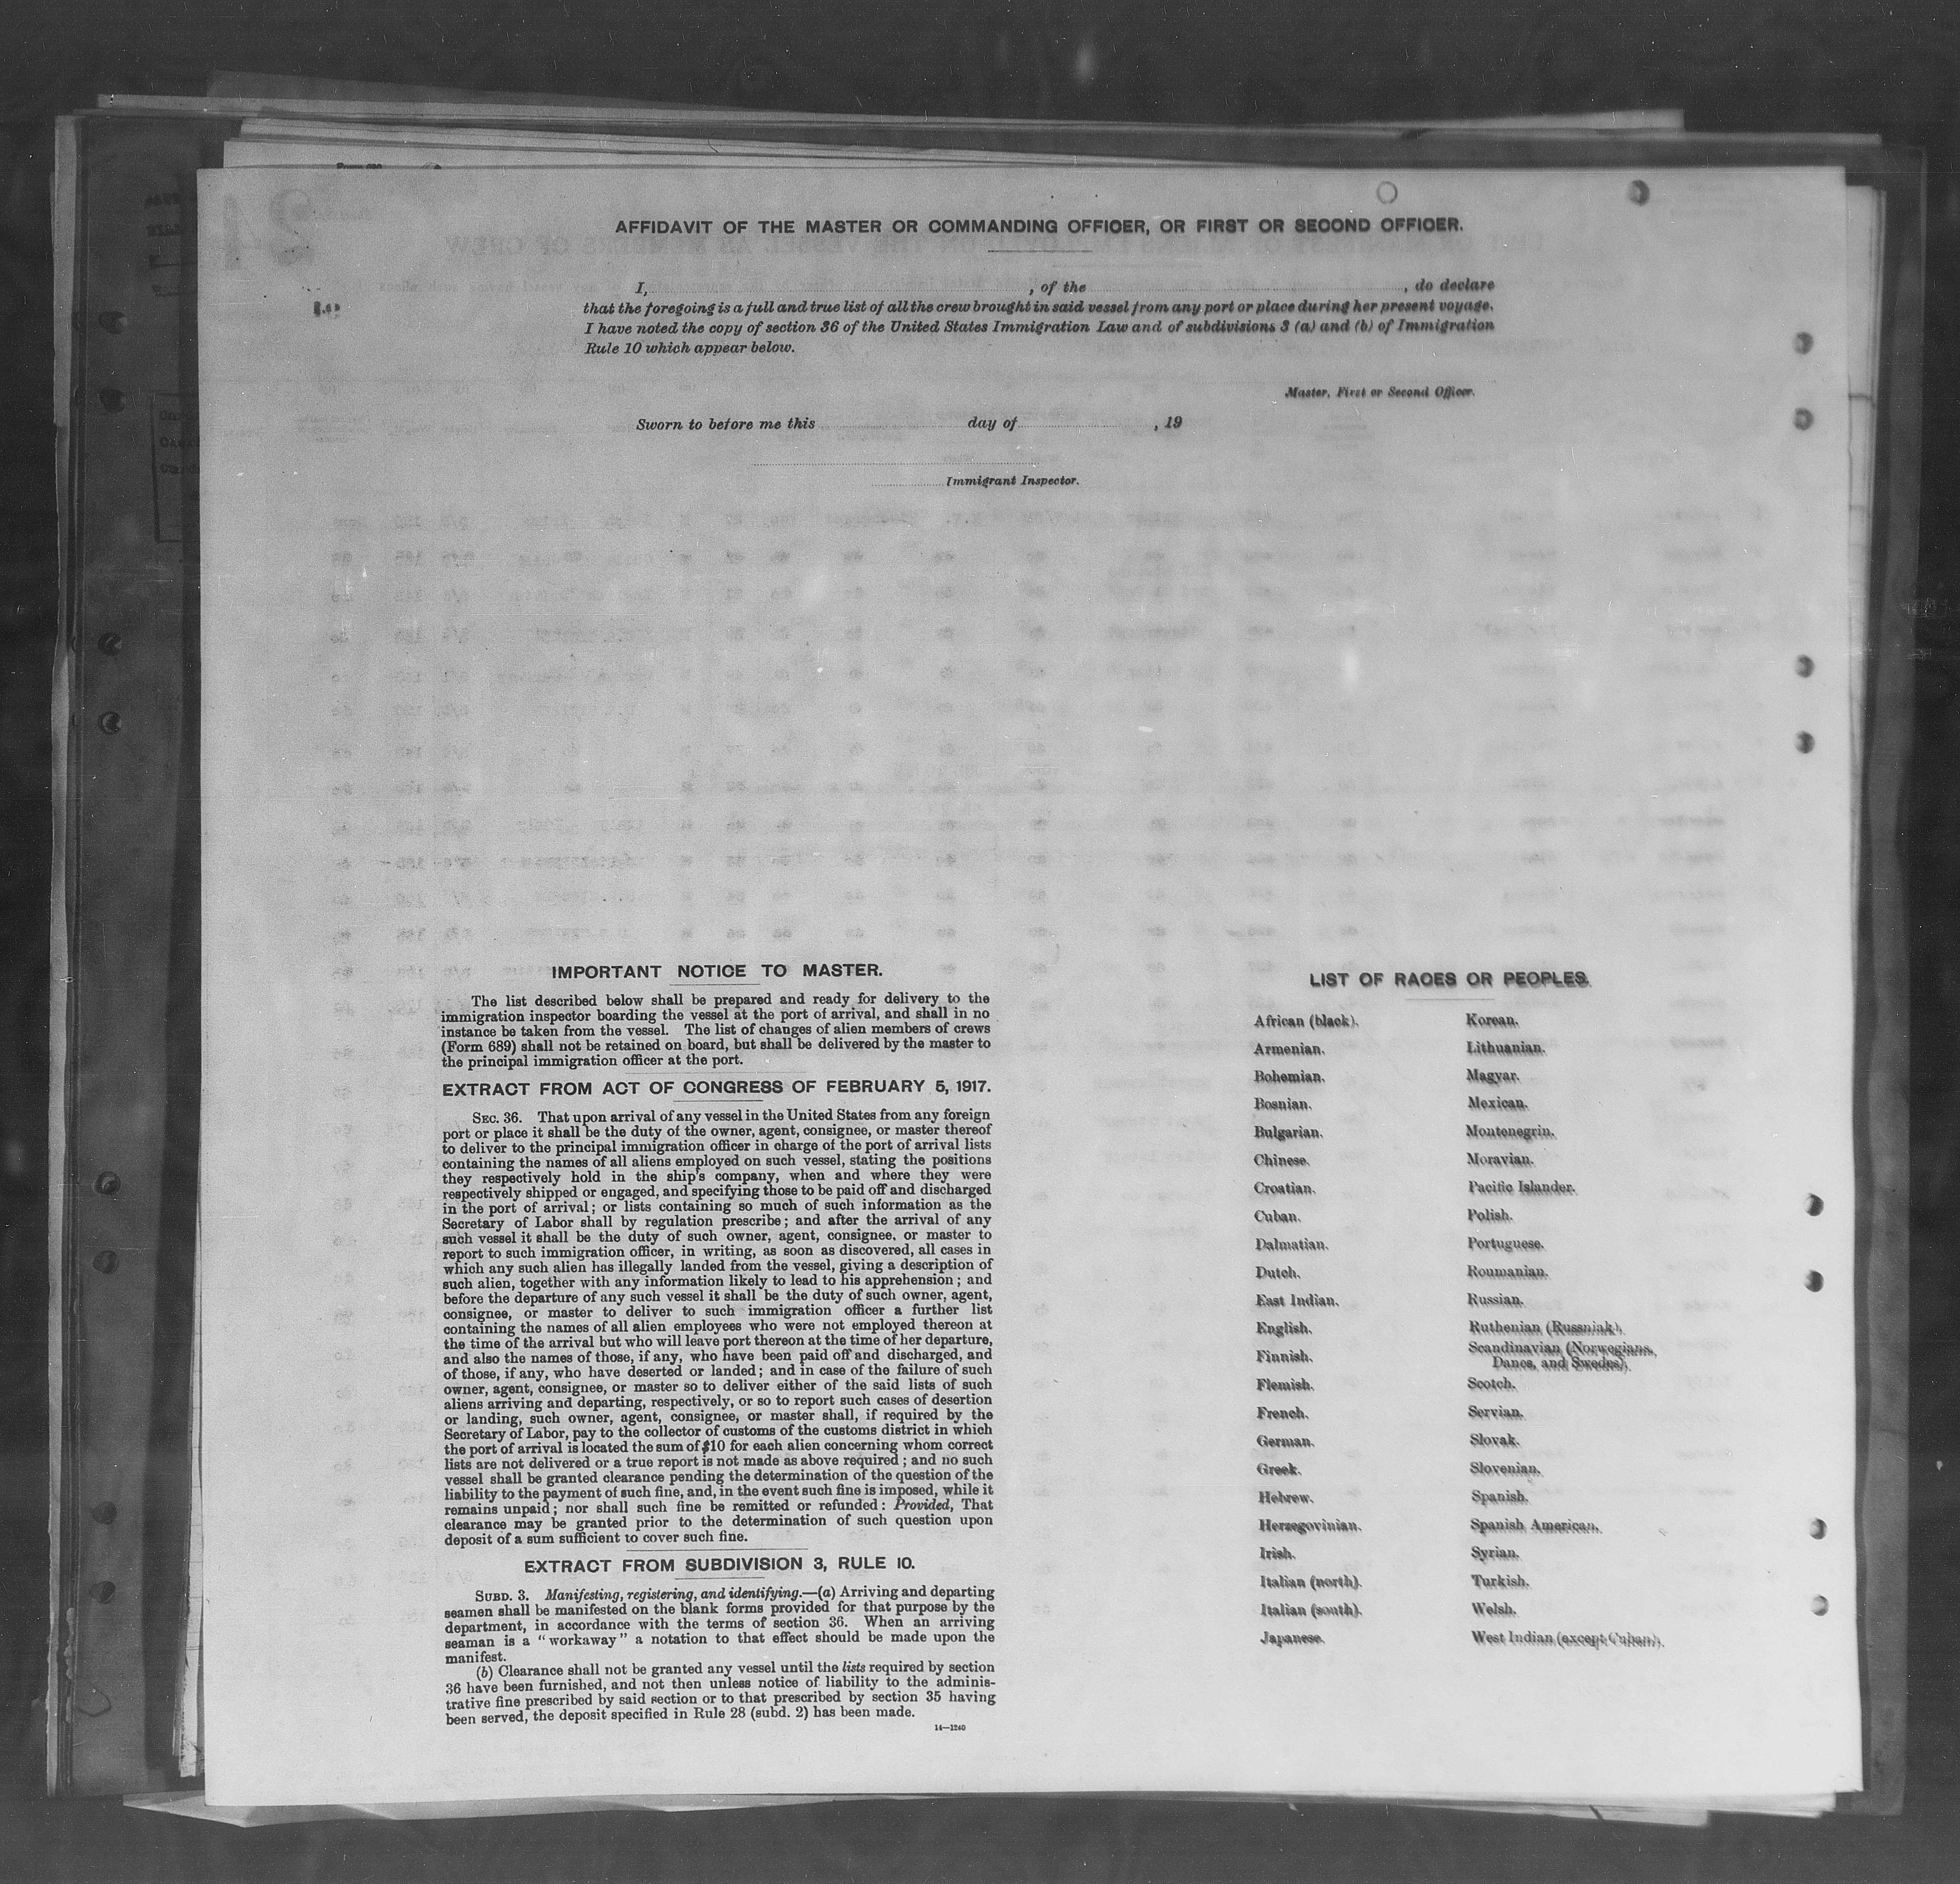 AFFIDAVIT OF THE MASTER OR COMMANDING OFFICER, OR FIRST OR SECOND OFFICER.
I, , of the , do declare
that the foregoing is a full and true list of all the crew brought in said vessel from any port or place during her present voyage.
I have noted the copy of section 36 of the United States Immigration Law and of subdivisions 3 (a) and (b) of Immigration
Rule 10 which appear below.
Master, First or Second Officer.
Sworn to before me this day of , 19
Immigrant Inspector.
IMPORTANT NOTICE TO MASTER.
The list described below shall be prepared and ready for delivery to the
immigration inspector boarding the vessel at the port of arrival, and shall in no
instance be taken from the vessel. The list of changes of alien members of crews
(Form 689) shall not be retained on board, but shall be delivered by the master to
the principal immigration officer at the port.
EXTRACT FROM ACT OF CONGRESS OF FEBRUARY 5, 1917.
SEC. 36. That upon arrival of any vessel in the United States from any foreign
port or place it shall be the duty of the owner, agent, consignee, or master thereof
to deliver to the principal immigration officer in charge of the port of arrival lists
containing the names of all aliens employed on such vessel, stating the positions
they respectively hold in the ship's company, when and where they were
respectively shipped or engaged, and specifying those to be paid off and discharged
in the port of arrival; or lists containing so much of such information as the
Secretary of Labor shall by regulation prescribe; and after the arrival of any
such vessel it shall be the duty of such owner, agent, consignee, or master to
report to such immigration officer, in writing, as soon as discovered, all cases in
which any such alien has illegally landed from the vessel, giving a description of
such alien, together with any information likely to lead to his apprehension; and
before the departure of any such vessel it shall be the duty of such owner, agent,
consignee, or master to deliver to such immigration officer a further list
containing the names of all alien employees who were not employed thereon at
the time of the arrival but who will leave port thereon at the time of her departure,
and also the names of those, if any, who have been paid off and discharged, and
of those, if any, who have deserted or landed; and in case of the failure of such
owner, agent, consignee, or master so to deliver either of the said lists of such
aliens arriving and departing, respectively, or so to report such cases of desertion
or landing, such owner, agent, consignee, or master shall, if required by the
Secretary of Labor, pay to the collector of customs of the customs district in which
the port of arrival is located the sum of $10 for each alien concerning whom correct
lists are not delivered or a true report is not made as above required; and no such
vessel shall be granted clearance pending the determination of the question of the
liability to the payment of such fine, and, in the event such fine is imposed, while it
remains unpaid; nor shall such fine be remitted or refunded: Provided, That
clearance may be granted prior to the determination of such question upon
deposit of a sum sufficient to cover such fine.
EXTRACT FROM SUBDIVISION 3, RULE 10.
SUBD. 3. Manifesting, registering, and identifying.—(a) Arriving and departing
seamen shall be manifested on the blank forms provided for that purpose by the
department, in accordance with the terms of section 36. When an arriving
seaman is a "workaway" a notation to that effect should be made upon the
manifest.
(b) Clearance shall not be granted any vessel until the lists required by section
36 have been furnished, and not then unless notice of liability to the adminis-
trative fine prescribed by said section or to that prescribed by section 35 having
been served, the deposit specified in Rule 28 (subd. 2) has been made.
14—1240
LIST OF RACES OR PEOPLES.
African (black).
Armenian.
Bohemian.
Bosnian.
Bulgarian.
Chinese.
Croatian.
Cuban.
Dalmatian.
Dutch.
East Indian.
English.
Finnish.
Flemish.
French.
German.
Greek.
Hebrew.
Herzegovinian.
Irish.
Italian (north).
Italian (south).
Japanese.
Korean.
Lithuanian.
Magyar.
Mexican.
Montenegrin.
Moravian.
Pacific Islander.
Polish.
Portuguese.
Roumanian.
Russian.
Ruthenian (Russniak).
Scandinavian (Norwegians,
Danes, and Swedes).
Scotch.
Servian.
Slovak.
Slovenian.
Spanish.
Spanish American.
Syrian.
Turkish.
Welsh.
West Indian (except Cuban).